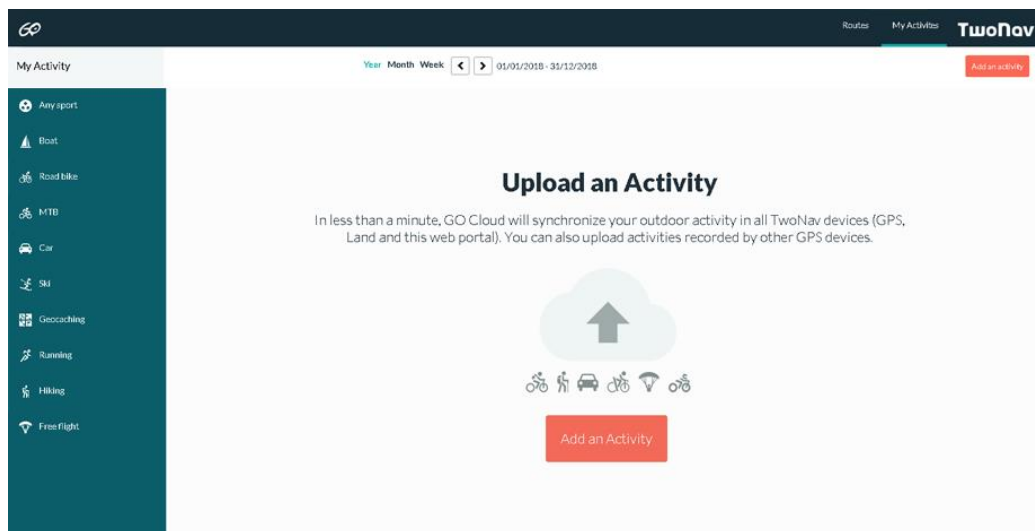 GO
Routes
My Activites
TwoNav
My Activity
Year Month Week
01/01/2018 - 31/12/2018
Add an activity
Any sport
Boat
Road bike
MTB
Car
Ski
Geocaching
Running
Hiking
Free flight
Upload an Activity
In less than a minute, GO Cloud will synchronize your outdoor activity in all TwoNav devices (GPS,
Land and this web portal). You can also upload activities recorded by other GPS devices.
Add an Activity